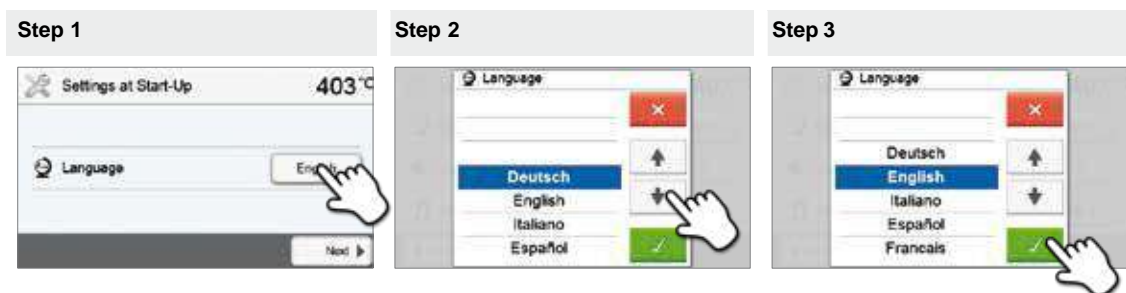 Step 1
Step 2
Step 3
Settings at Start-Up
403 °C
Language
Next
Language
Deutsch
English
Italiano
Español
Language
Deutsch
English
Italiano
Español
Francais